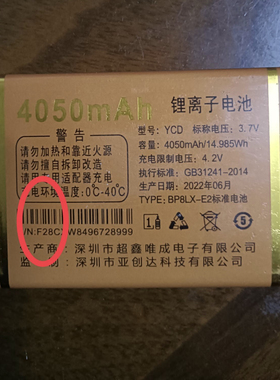 4050mAh 锂离子电池
警告
请勿加热和靠近火源
请勿擅自拆卸改造
请用专用适配器充电
充电环境温度:0℃-40℃
型号: YCD 标称电压: 3.7V
容量: 4050mAh/14.985Wh
充电限制电压: 4.2V
执行标准: GB31241-2014
生产日期: 2022年06月
TYPE: BP8LX-E2标准电池
/N:F28C3W8496728999
生产商: 深圳市超鑫唯成电子有限公司
监制商: 深圳市亚创达科技有限公司